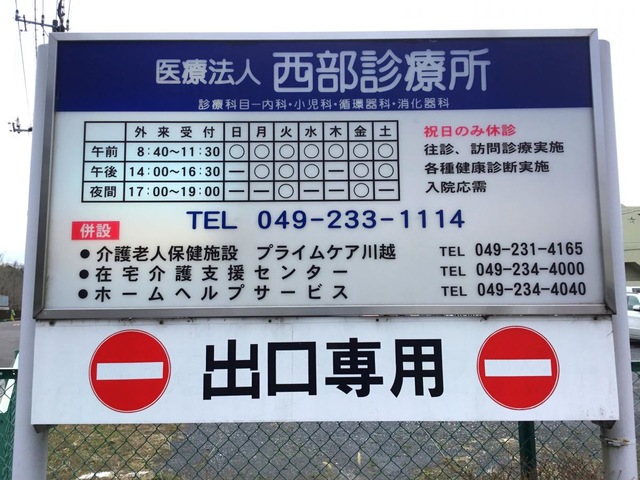 医療法人 西部診療所
診療科目ー内科・小児科・循環器科・消化器科
外来受付 日 月 火 水 木 金 土
午前 8:40〜11:30 ○ ○ ○ ○ ○ ○ ○
午後 14:00〜16:30 ー ○ ○ ○ ー ○ ○
夜間 17:00〜19:00 ー ー ○ ー ー ○ ー
祝日のみ休診
往診、訪問診療実施
各種健康診断実施
入院応需
TEL 049-233-1114
併設
●介護老人保健施設 プライムケア川越 TEL 049-231-4165
●在宅介護支援センター TEL 049-234-4000
●ホームヘルプサービス TEL 049-234-4040
出口専用